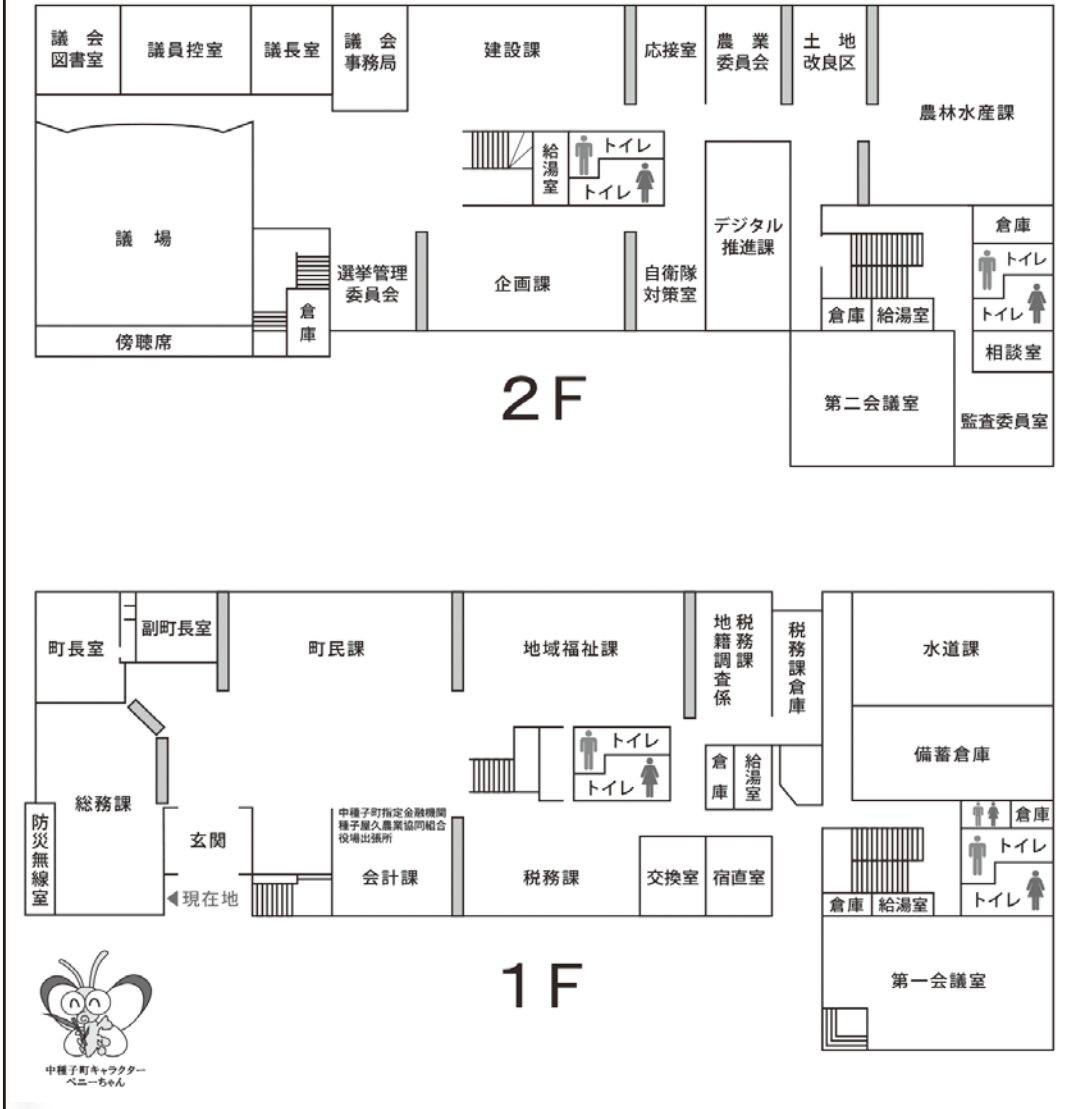 議 会
図書室
議員控室
議長室
議 会
事務局
建設課
応接室
農 業
委員会
土 地
改良区
農林水産課
給湯室
トイレ
トイレ
デジタル
推進課
議 場
傍聴席
倉庫
選挙管理
委員会
企画課
自衛隊
対策室
倉庫
トイレ
トイレ
倉庫
給湯室
相談室
第二会議室
監査委員室
2F
町長室
副町長室
町民課
地域福祉課
税務課
地籍調査係
税務課倉庫
水道課
備蓄倉庫
トイレ
トイレ
倉庫
給湯室
総務課
防災無線室
玄関
◀現在地
中種子町指定金融機関
種子屋久農業協同組合
役場出張所
会計課
税務課
交換室
宿直室
倉庫
トイレ
トイレ
倉庫
給湯室
第一会議室
1F
中種子町キャラクター
ベニーちゃん